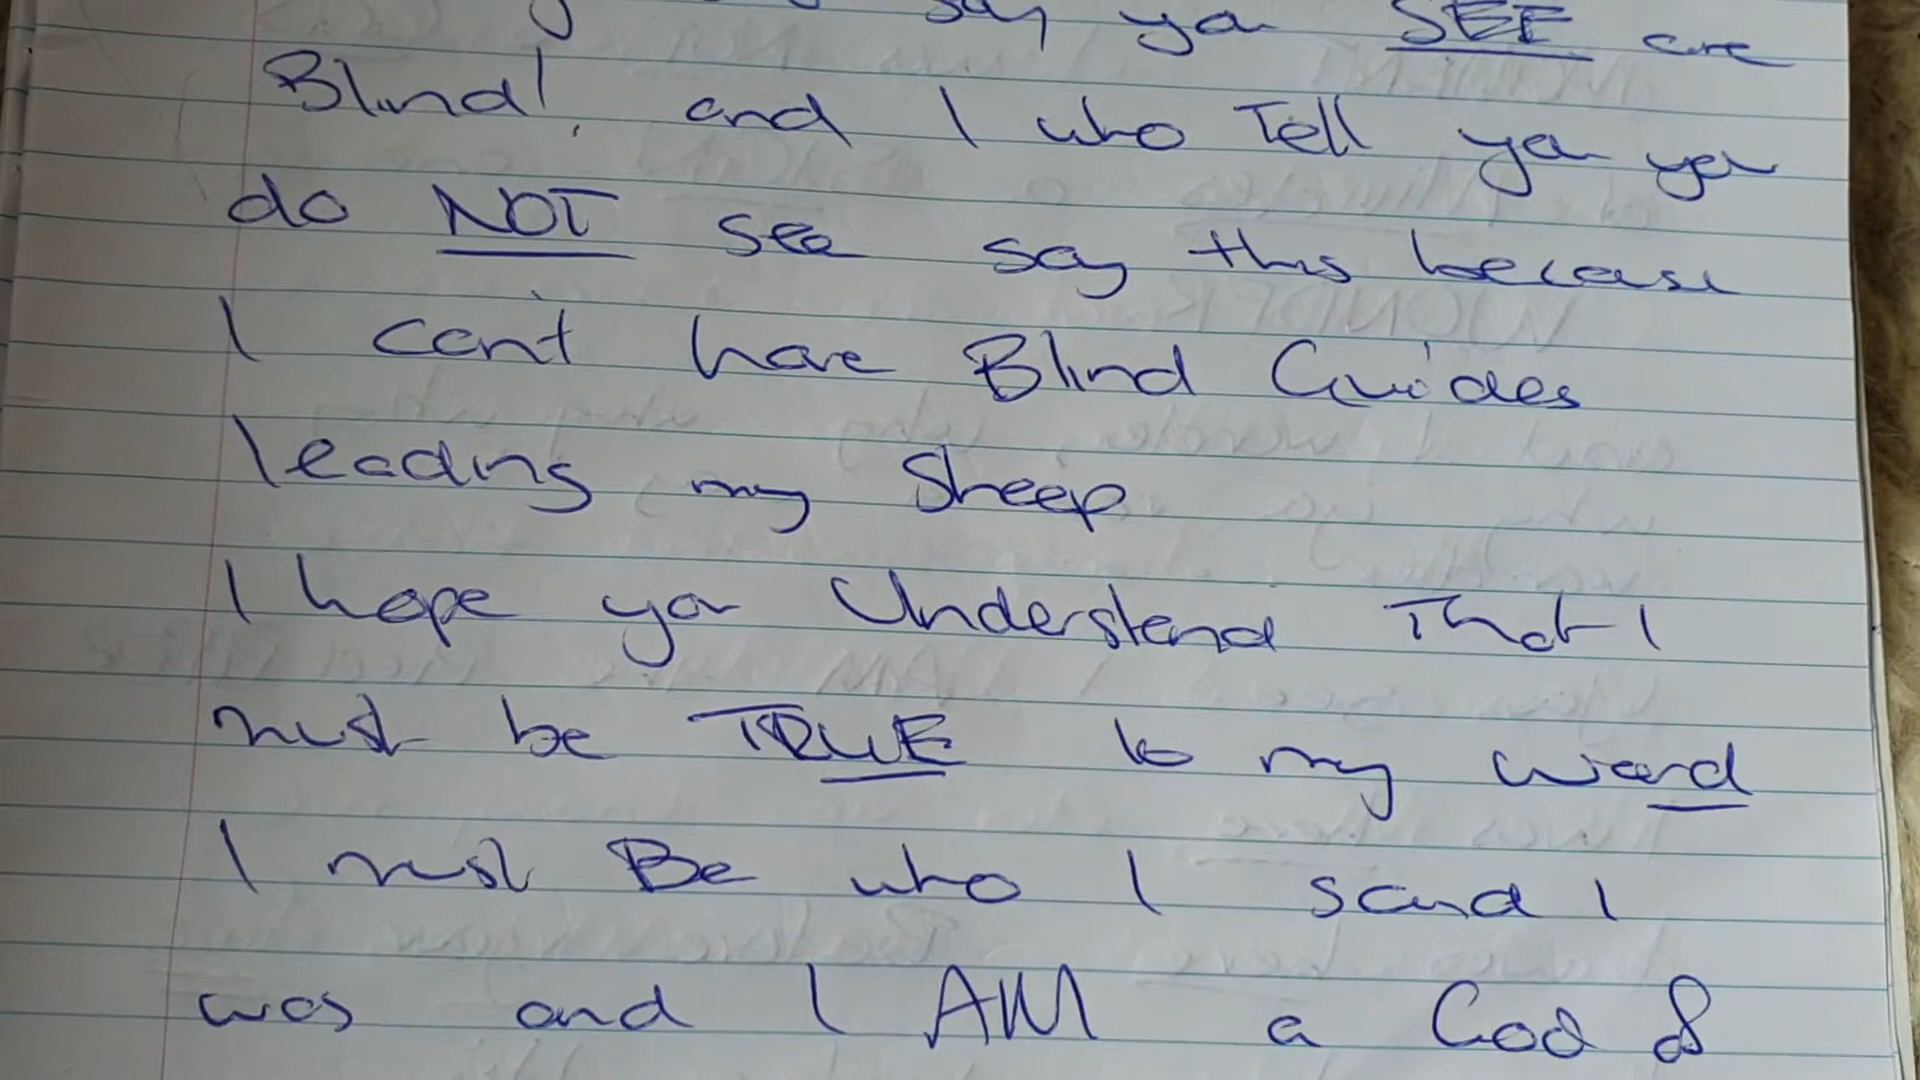 say you SEE are
Blind! and I who Tell you you
do NOT see say this because
I can't have Blind Guides
leading my Sheep
I hope you Understand That I
must be TRUE to my word
I must Be who I said I
was and I AM a God &